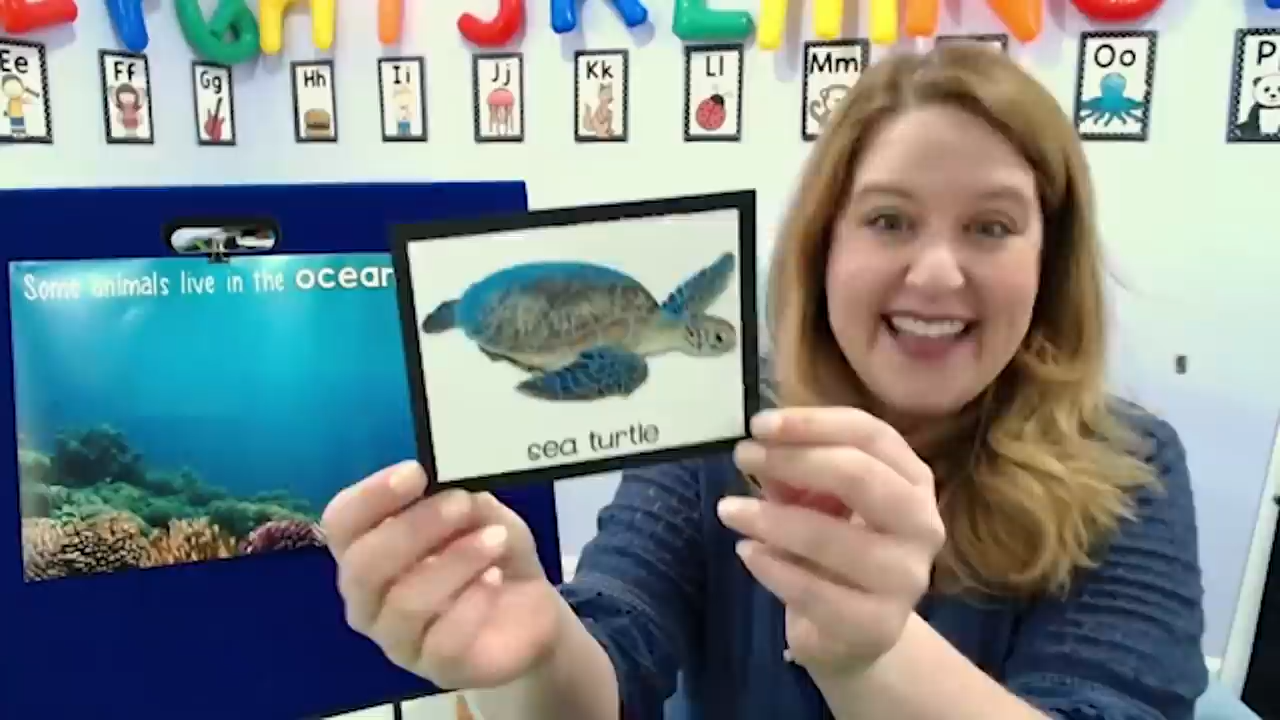 Ee
Ff
Gg
Hh
Ii
Jj
Kk
Ll
Mm
Oo
P
Some animals live in the ocean
sea turtle